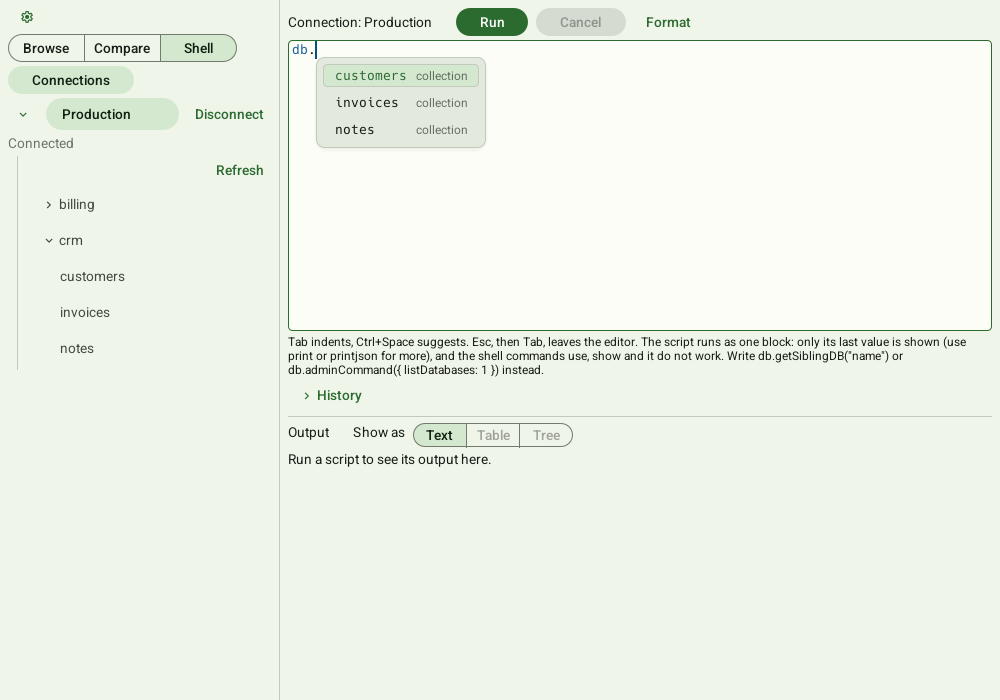 Browse Compare Shell
Connections
Production Disconnect
Connected
Refresh
billing
crm
customers
invoices
notes
Connection: Production Run Cancel Format
db.
customers collection
invoices collection
notes collection
Tab indents, Ctrl+Space suggests. Esc, then Tab, leaves the editor. The script runs as one block: only its last value is shown (use
print or printjson for more), and the shell commands use, show and it do not work. Write db.getSiblingDB("name") or
db.adminCommand({ listDatabases: 1 }) instead.
History
Output Show as Text Table Tree
Run a script to see its output here.